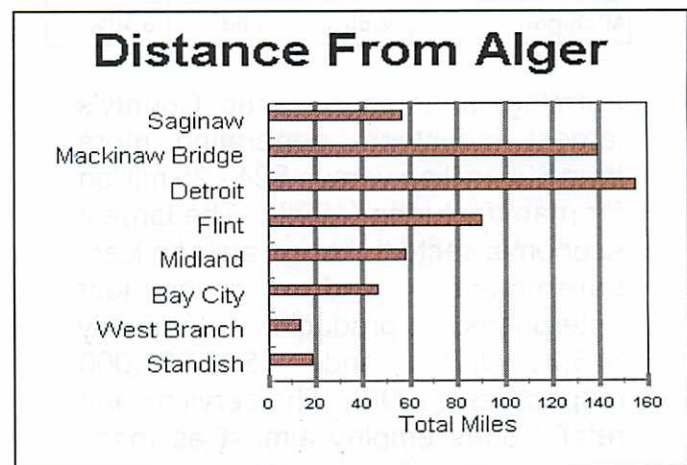 Distance From Alger
Saginaw
Mackinaw Bridge
Detroit
Flint
Midland
Bay City
West Branch
Standish
0 20 40 60 80 100 120 140 160
Total Miles